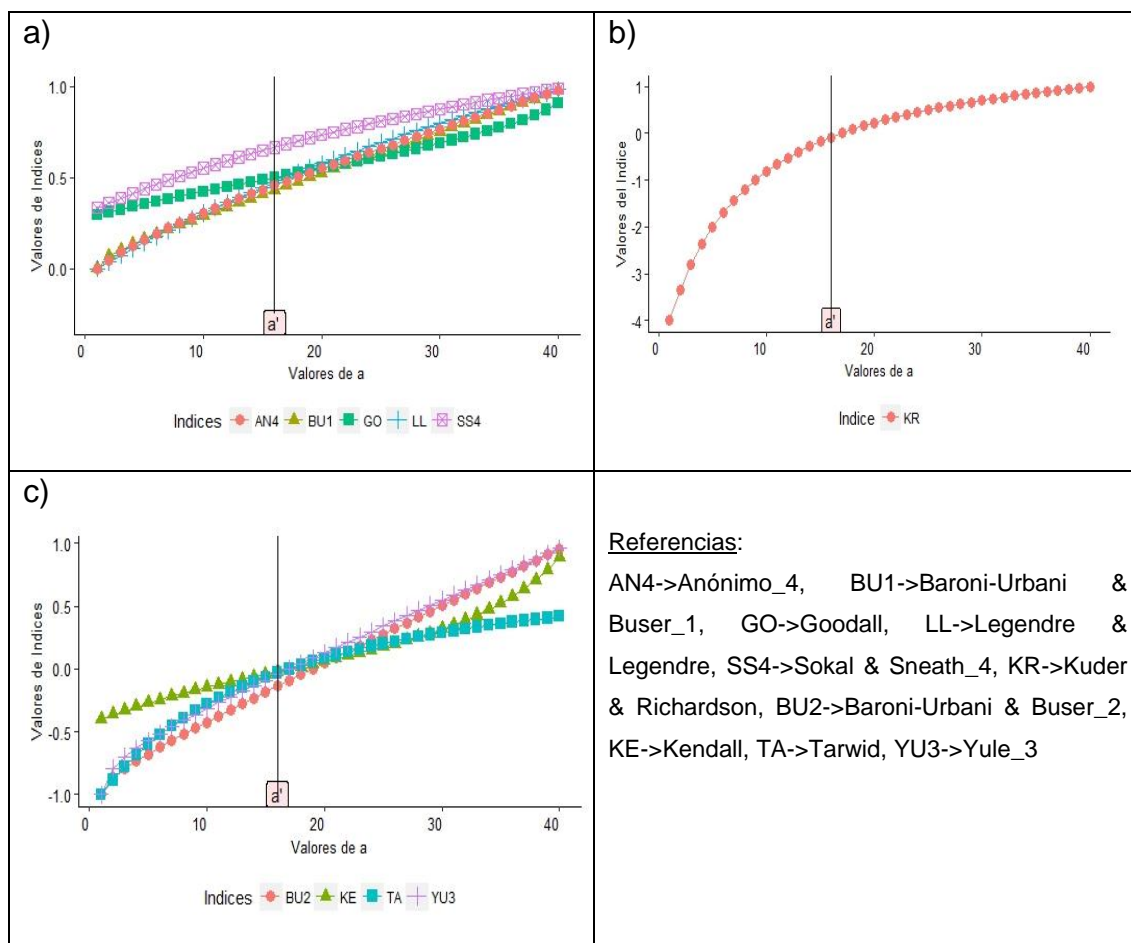 a)
Valores de Indices
1.0
0.5
0.0
a'
0 10 20 30 40
Valores de a
Indices AN4 BU1 GO LL SS4
b)
Valores del Indice
1
0
-1
-2
-3
-4
a'
0 10 20 30 40
Valores de a
Indice KR
c)
Valores de Indices
1.0
0.5
0.0
-0.5
-1.0
a'
0 10 20 30 40
Valores de a
Indices BU2 KE TA YU3
Referencias:
AN4->Anónimo_4, BU1->Baroni-Urbani &
Buser_1, GO->Goodall, LL->Legendre &
Legendre, SS4->Sokal & Sneath_4, KR->Kuder
& Richardson, BU2->Baroni-Urbani & Buser_2,
KE->Kendall, TA->Tarwid, YU3->Yule_3